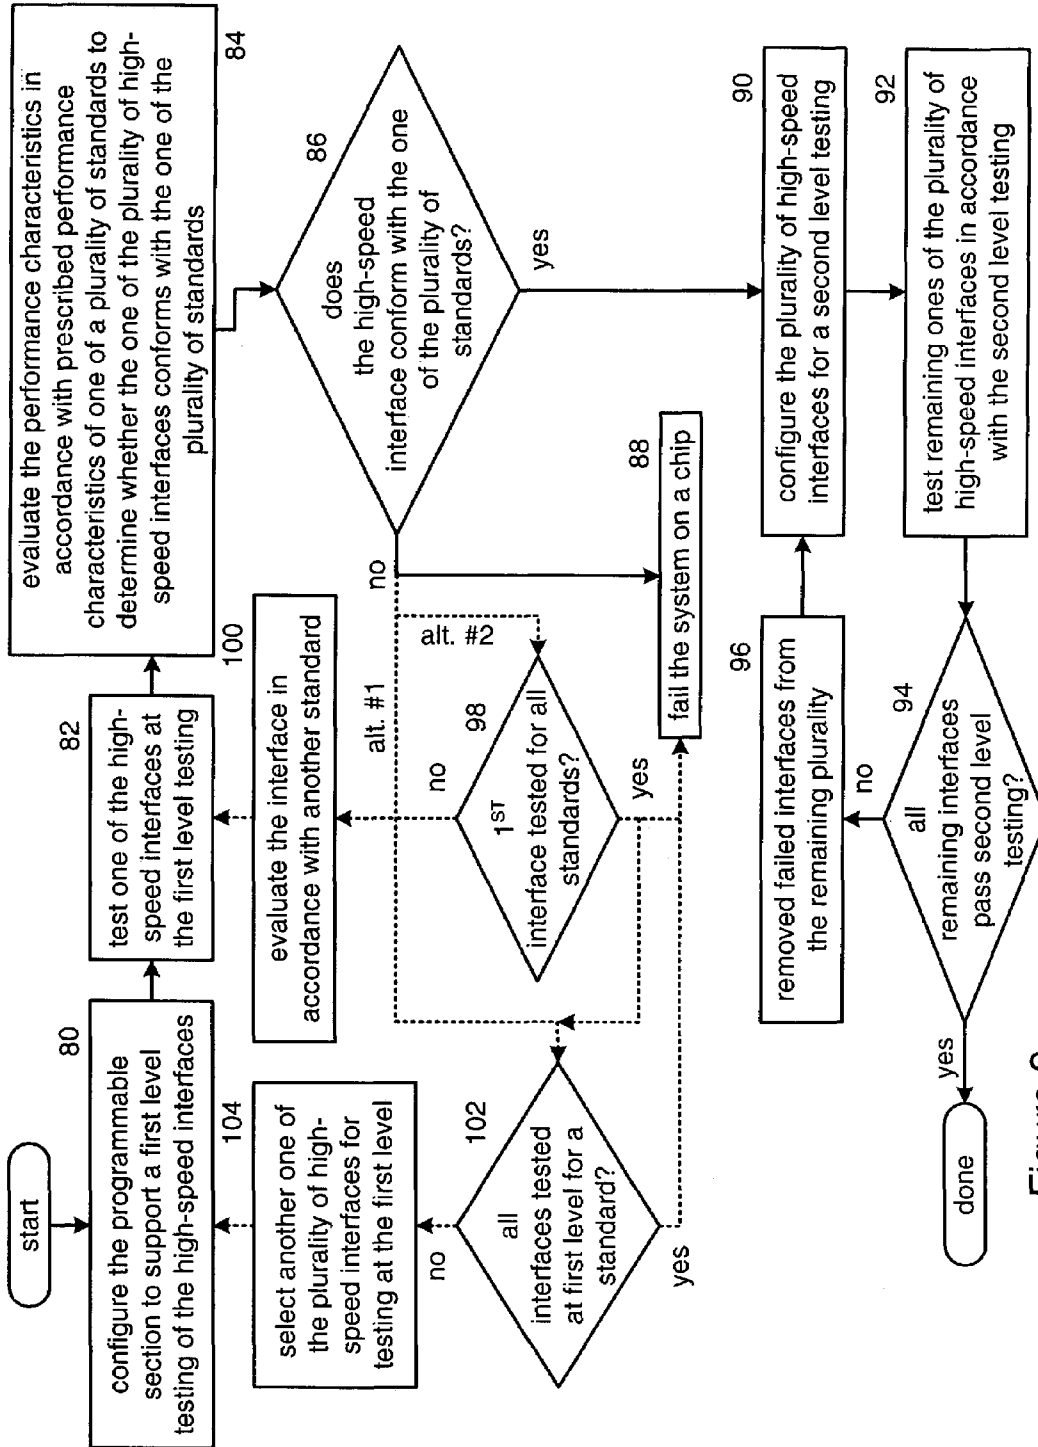 start
80
configure the programmable
section to support a first level
testing of the high-speed interfaces
82
test one of the high-
speed interfaces at
the first level testing
84
evaluate the performance characteristics in
accordance with prescribed performance
characteristics of one of a plurality of standards to
determine whether the one of the plurality of high-
speed interfaces conforms with the one of the
plurality of standards
86
does
the high-speed
interface conform with the one
of the plurality of
standards?
no
yes
alt. #1
alt. #2
88
fail the system on a chip
90
configure the plurality of high-speed
interfaces for a second level testing
92
test remaining ones of the plurality of
high-speed interfaces in accordance
with the second level testing
94
all
remaining interfaces
pass second level
testing?
no
yes
96
removed failed interfaces from
the remaining plurality
done
98
1ST
interface tested for all
standards?
no
yes
100
evaluate the interface in
accordance with another standard
102
all
interfaces tested
at first level for a
standard?
no
yes
104
select another one of
the plurality of high-
speed interfaces for
testing at the first level